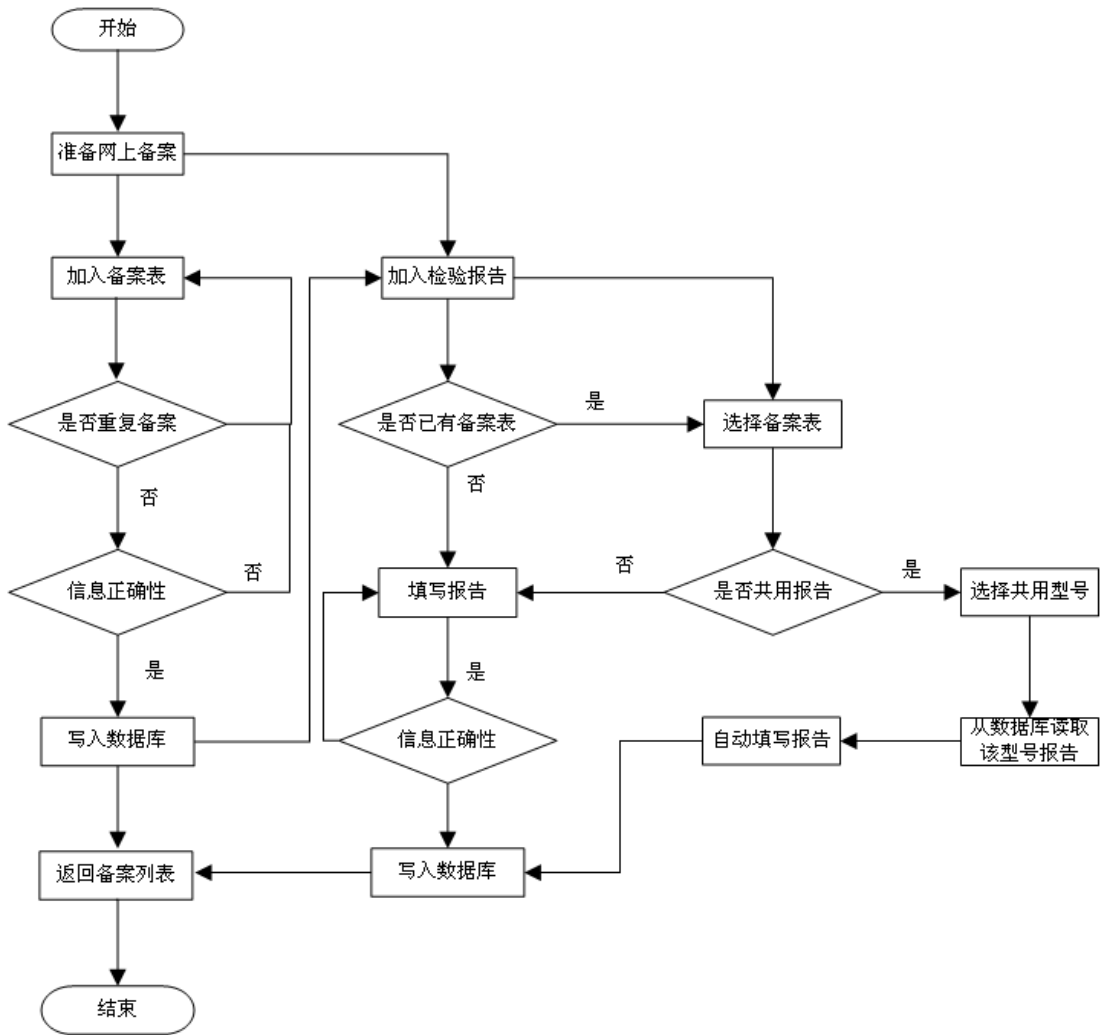 开始
准备网上备案
加入备案表
加入检验报告
是否重复备案
是否已有备案表
是
选择备案表
否
否
信息正确性
否
填写报告
否
是否共用报告
是
选择共用型号
是
是
写入数据库
信息正确性
自动填写报告
从数据库读取
该型号报告
返回备案列表
写入数据库
结束